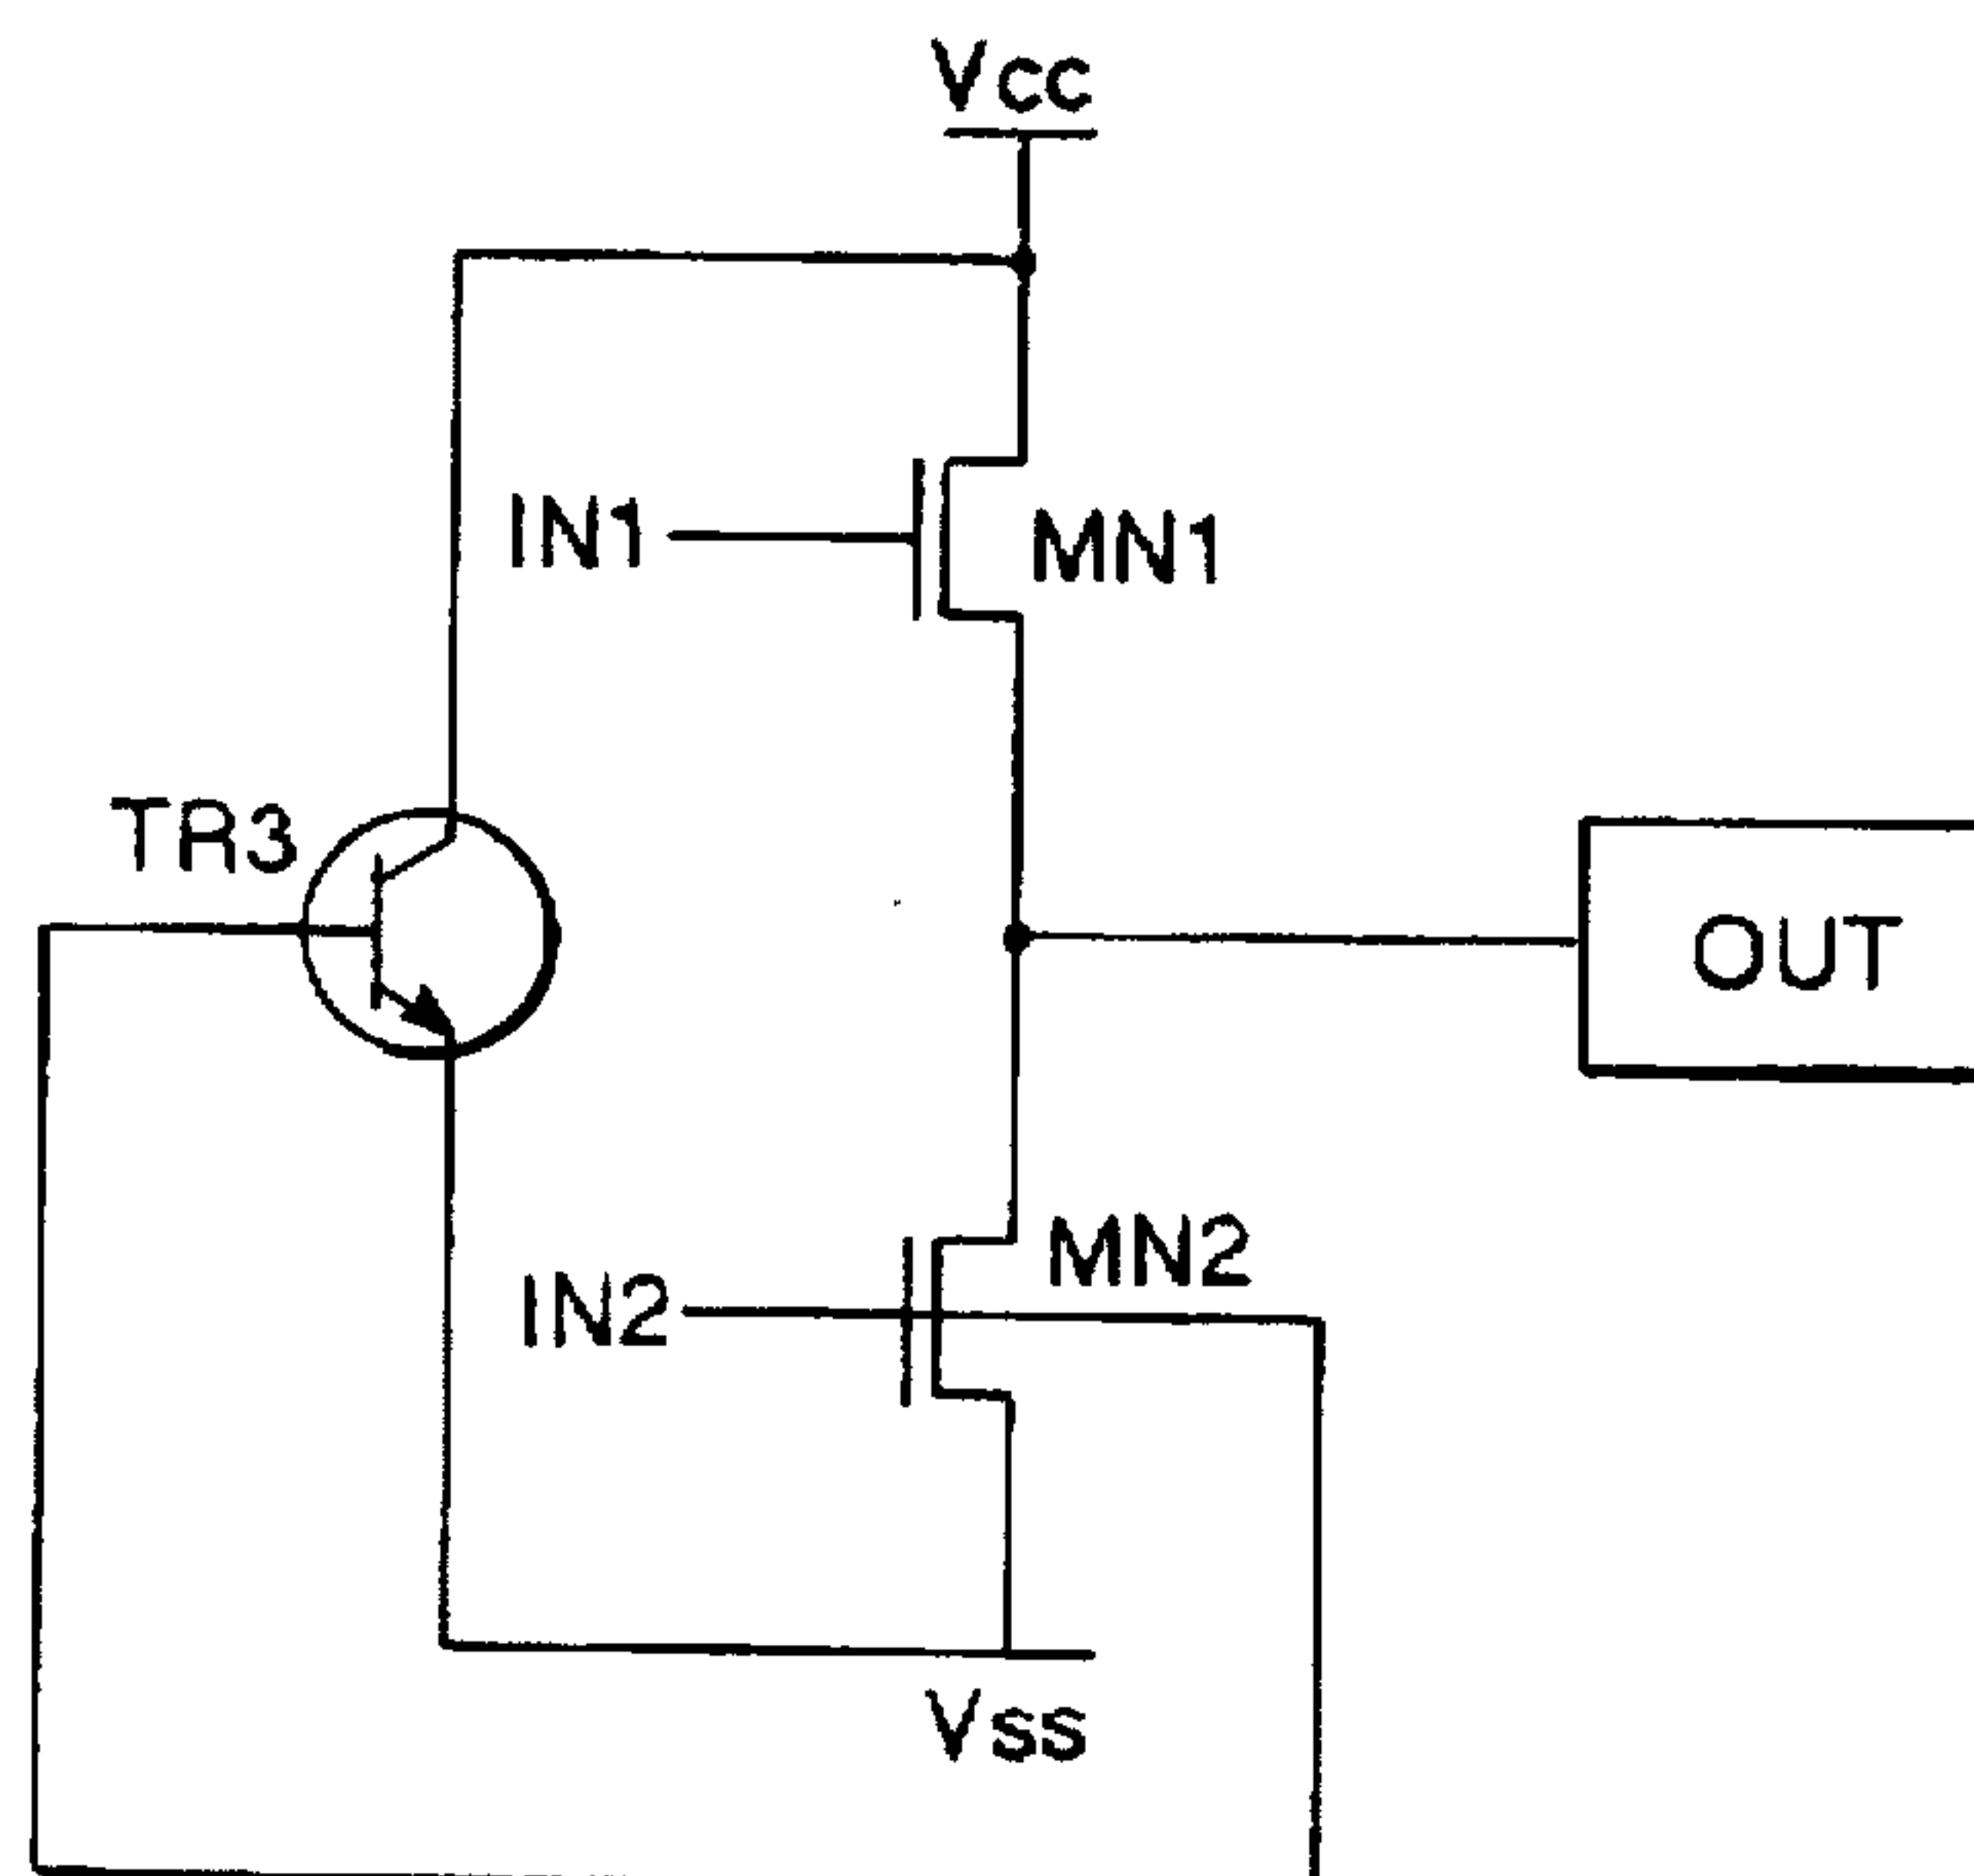 Vcc
IN1
MN1
TR3
OUT
MN2
IN2
Vss